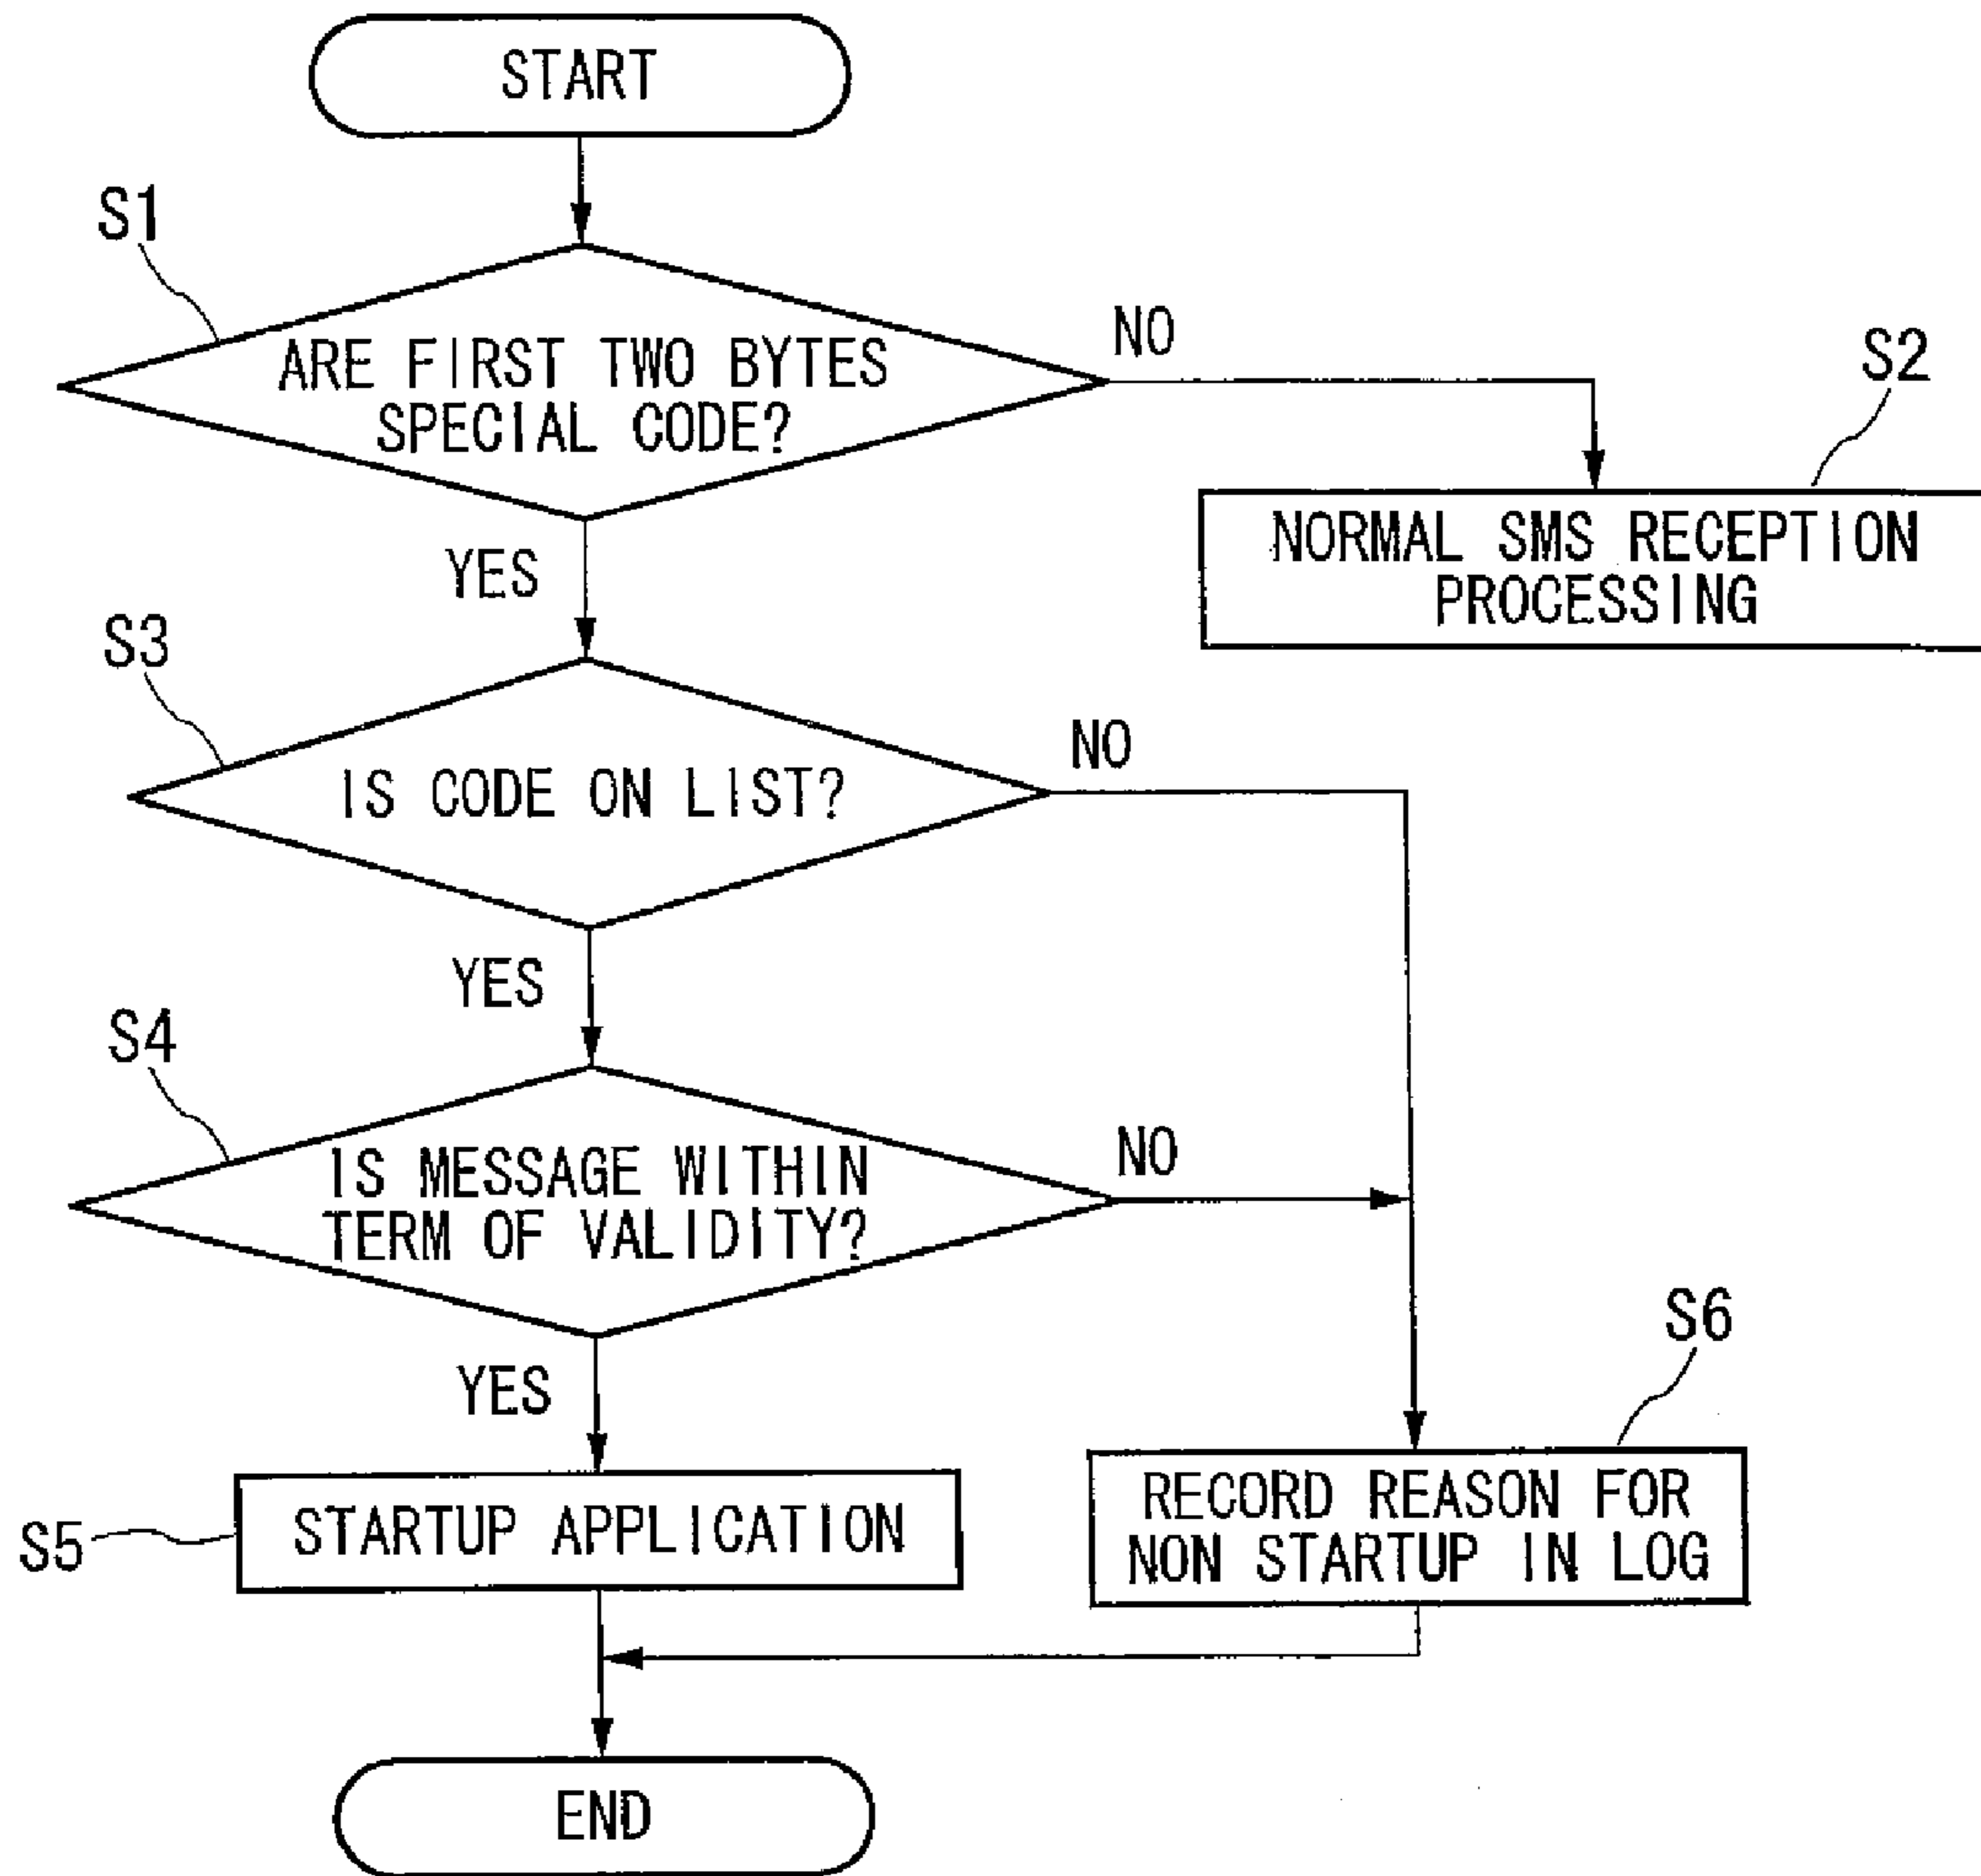 START
S1
ARE FIRST TWO BYTES
SPECIAL CODE?
NO
S2
NORMAL SMS RECEPTION
PROCESSING
YES
S3
IS CODE ON LIST?
NO
YES
S4
IS MESSAGE WITHIN
TERM OF VALIDITY?
NO
YES
S5
STARTUP APPLICATION
S6
RECORD REASON FOR
NON STARTUP IN LOG
END